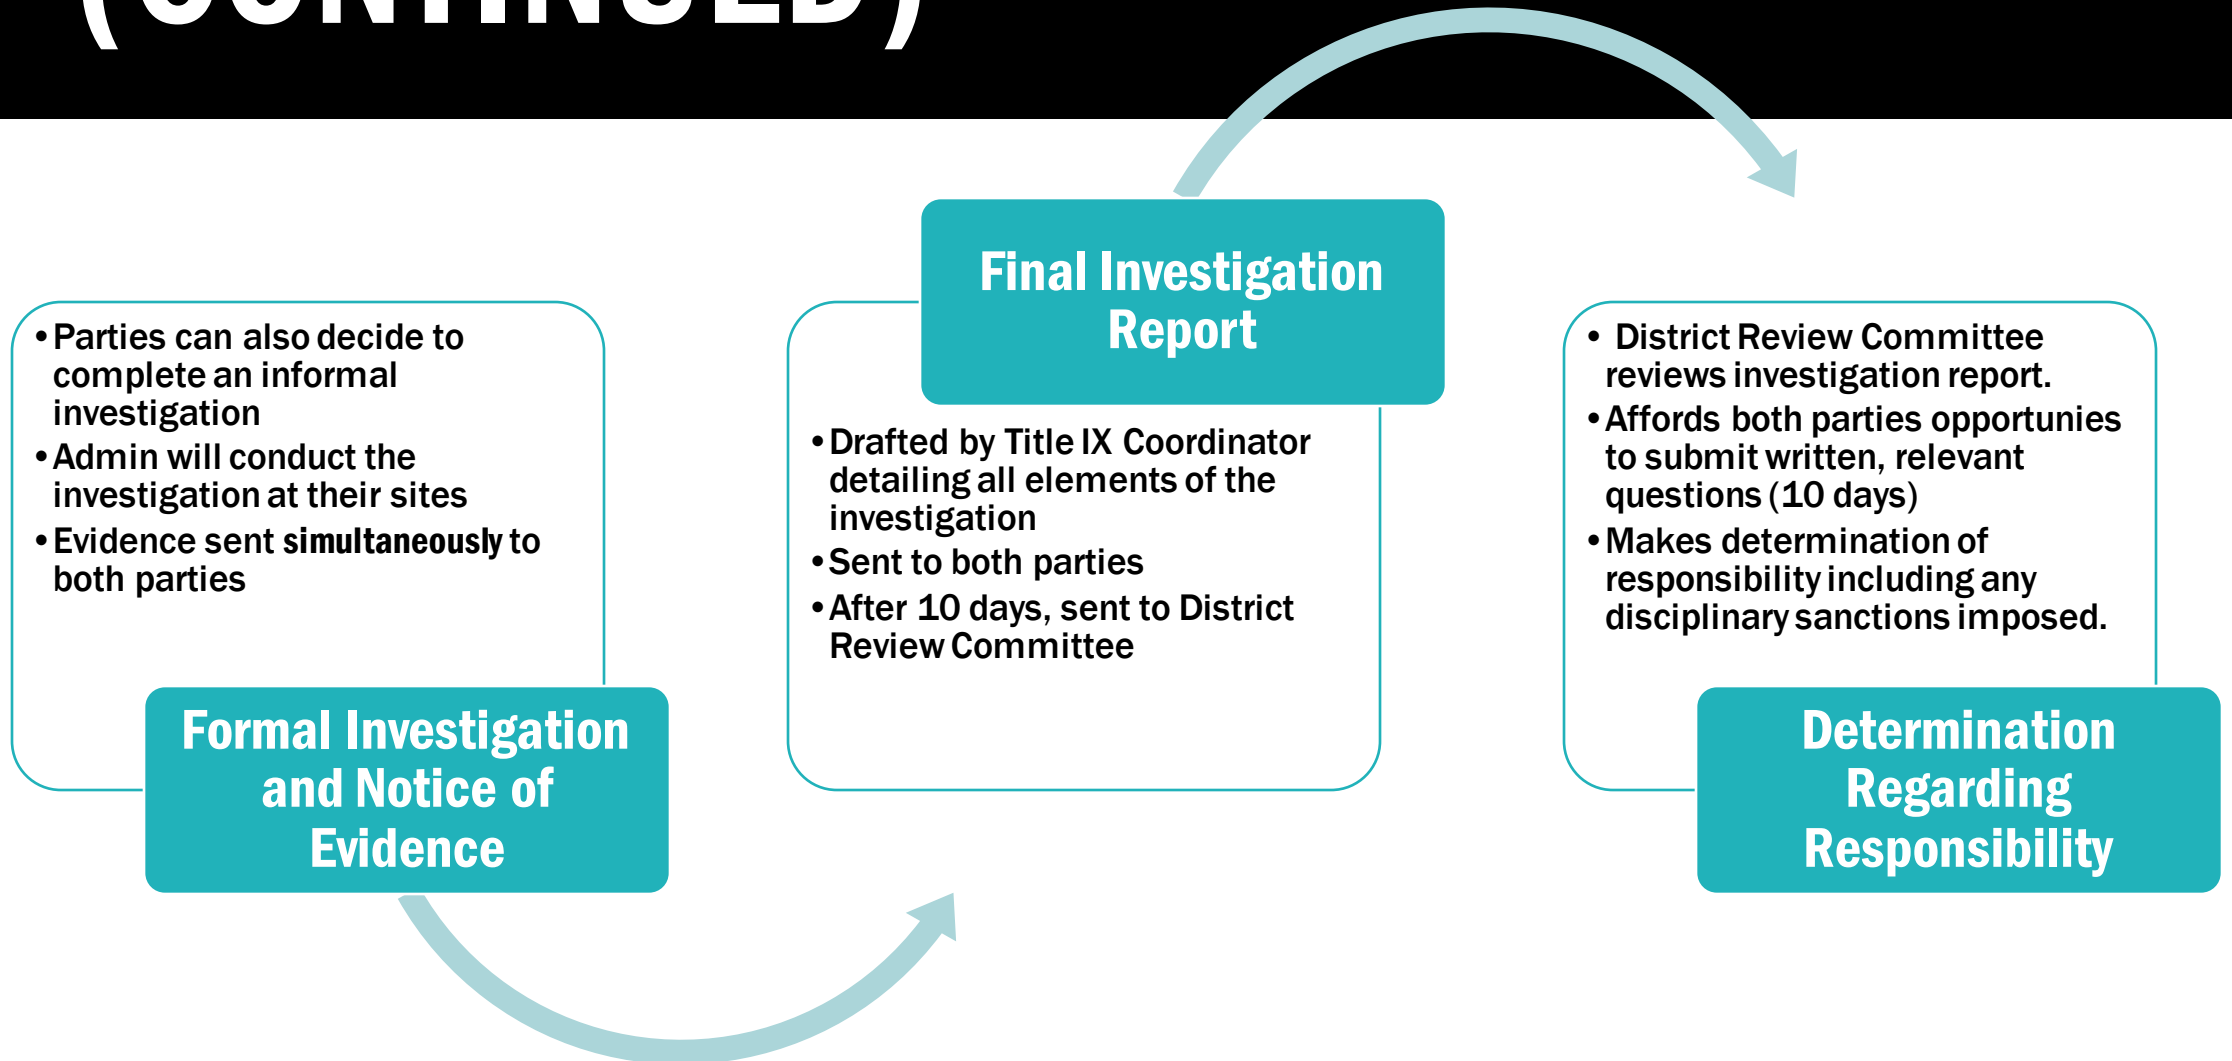 (CONTINUED)
•Parties can also decide to
complete an informal
investigation
•Admin will conduct the
investigation at their sites
•Evidence sent simultaneously to
both parties
Formal Investigation
and Notice of
Evidence
Final Investigation
Report
•Drafted by Title IX Coordinator
detailing all elements of the
investigation
•Sent to both parties
•After 10 days, sent to District
Review Committee
• District Review Committee
reviews investigation report.
•Affords both parties opportunies
to submit written, relevant
questions (10 days)
•Makes determination of
responsibility including any
disciplinary sanctions imposed.
Determination
Regarding
Responsibility